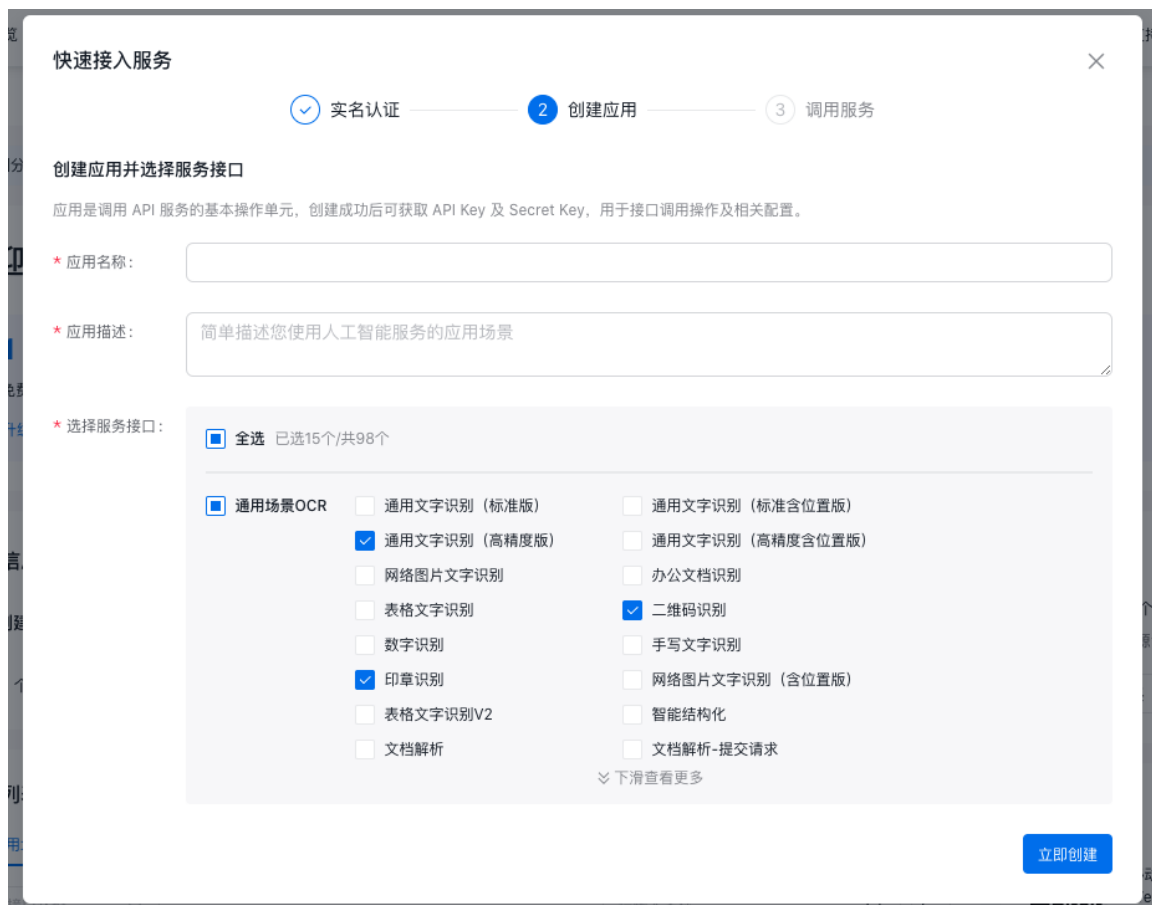 快速接入服务
实名认证 2 创建应用 3 调用服务
创建应用并选择服务接口
应用是调用 API 服务的基本操作单元，创建成功后可获取 API Key 及 Secret Key，用于接口调用操作及相关配置。
* 应用名称：
* 应用描述： 简单描述您使用人工智能服务的应用场景
* 选择服务接口： 全选 已选15个/共98个
通用场景OCR 通用文字识别（标准版） 通用文字识别（标准含位置版）
通用文字识别（高精度版） 通用文字识别（高精度含位置版）
网络图片文字识别 办公文档识别
表格文字识别 二维码识别
数字识别 手写文字识别
印章识别 网络图片文字识别（含位置版）
表格文字识别V2 智能结构化
文档解析 文档解析-提交请求
下滑查看更多
立即创建